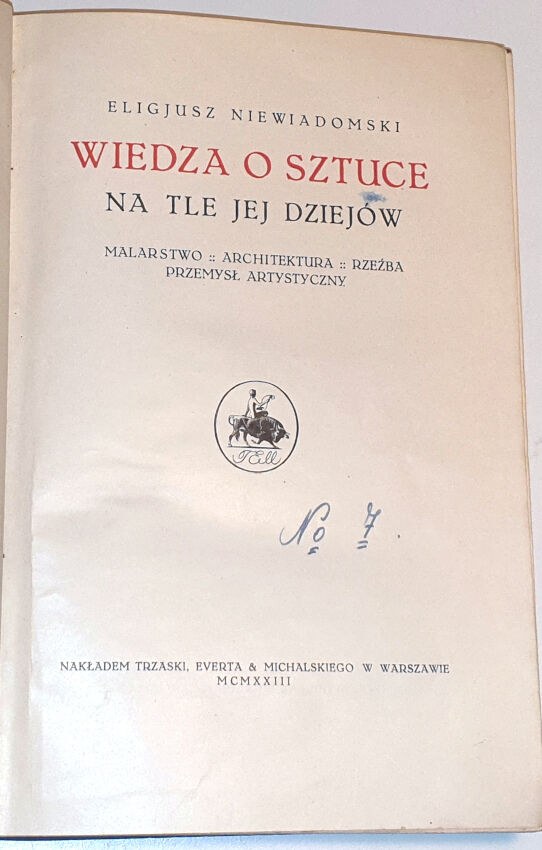 ELIGJUSZ NIEWIADOMSKI
WIEDZA O SZTUCE
NA TLE JEJ DZIEJÓW
MALARSTWO :: ARCHITEKTURA :: RZEŹBA
PRZEMYSŁ ARTYSTYCZNY
TEM
No 7.
NAKŁADEM TRZASKI, EVERTA & MICHALSKIEGO W WARSZAWIE
MCMXXIII